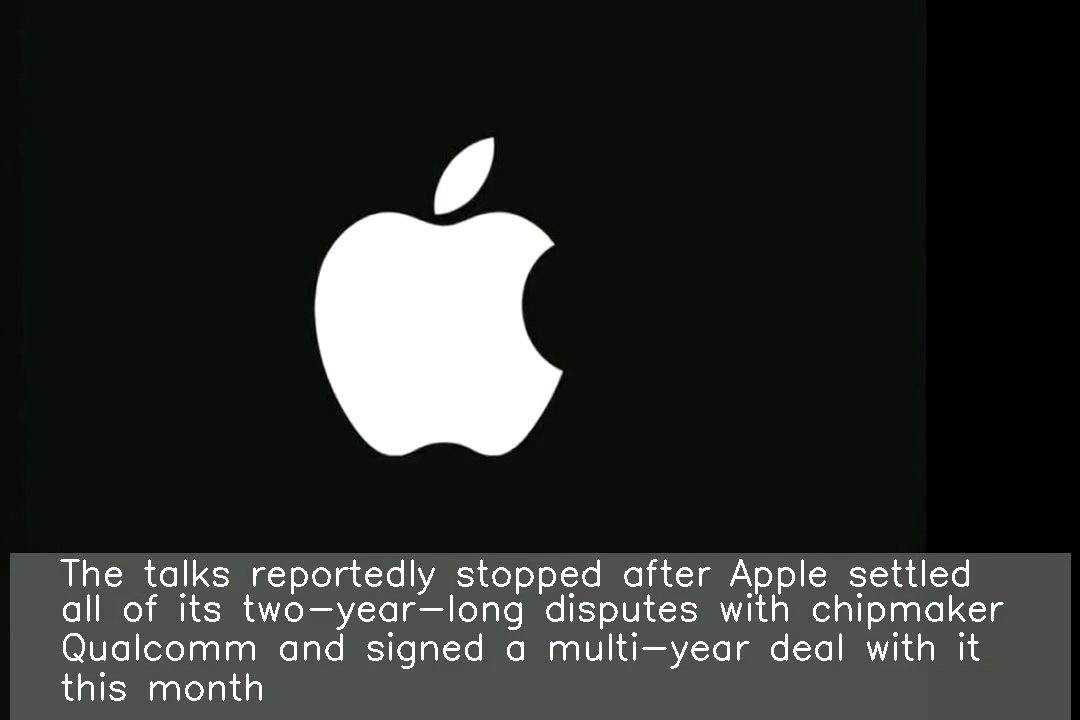 The talks reportedly stopped after Apple settled
all of its two-year-long disputes with chipmaker
Qualcomm and signed a multi-year deal with it
this month